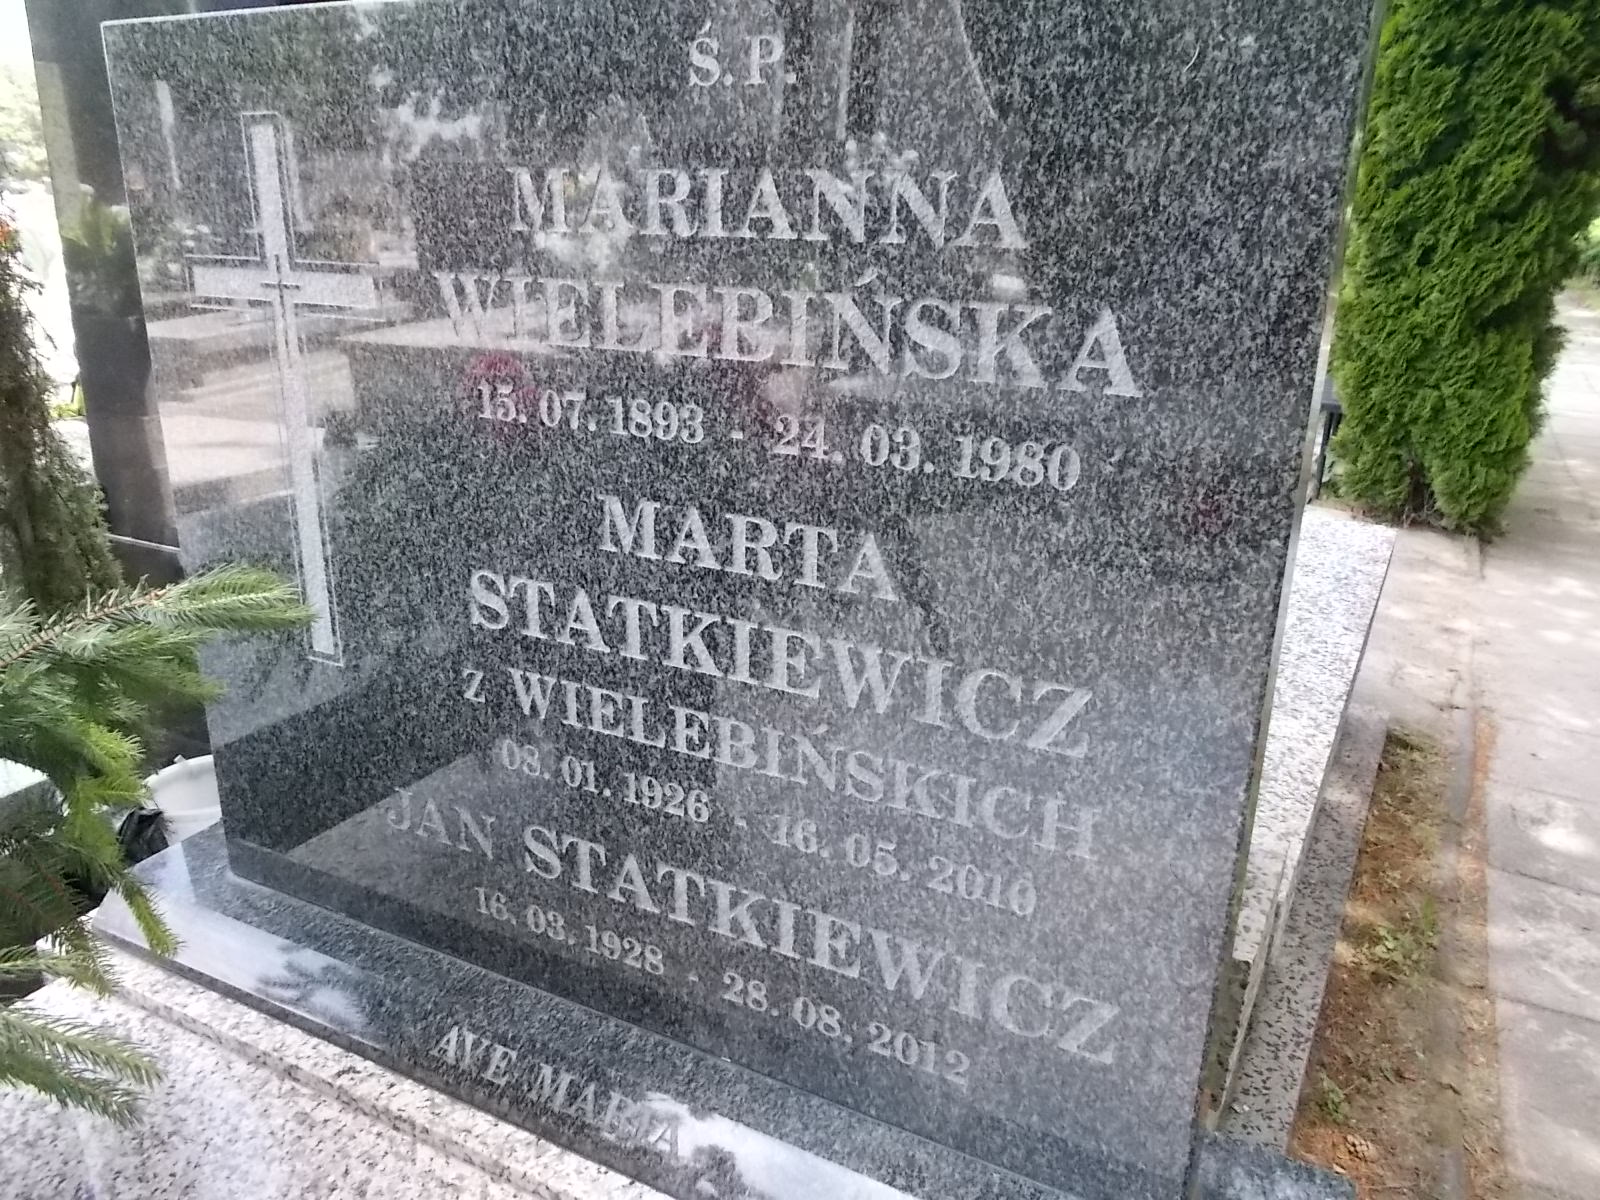 Ś. P.
MARIANNA
WIELEBIŃSKA
15. 07. 1893 - 24. 03. 1980
MARTA
STATKIEWICZ
Z WIELEBIŃSKICH
08. 01. 1926 - 16. 05. 2010
JAN STATKIEWICZ
16. 03. 1928 - 28. 08. 2012
AVE MARIA